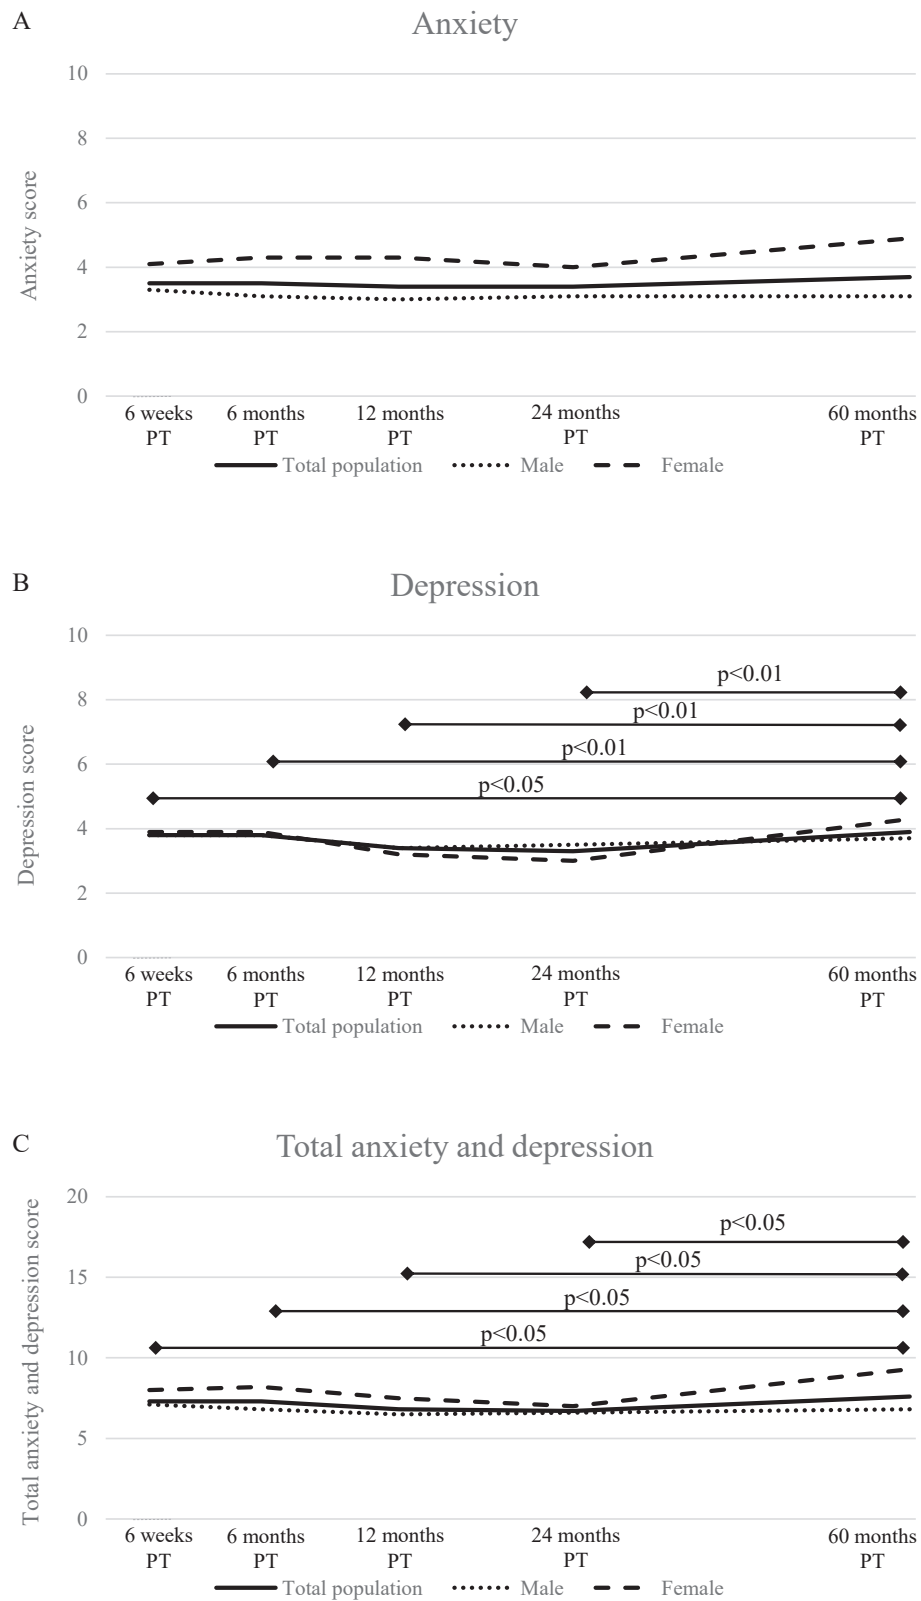 A
Anxiety
10
8
6
4
2
0
Anxiety score
6 weeks PT
6 months PT
12 months PT
24 months PT
60 months PT
Total population
Male
Female
B
Depression
10
8
6
4
2
0
Depression score
p<0.01
p<0.01
p<0.01
p<0.05
6 weeks PT
6 months PT
12 months PT
24 months PT
60 months PT
Total population
Male
Female
C
Total anxiety and depression
20
15
10
5
0
Total anxiety and depression score
p<0.05
p<0.05
p<0.05
p<0.05
6 weeks PT
6 months PT
12 months PT
24 months PT
60 months PT
Total population
Male
Female